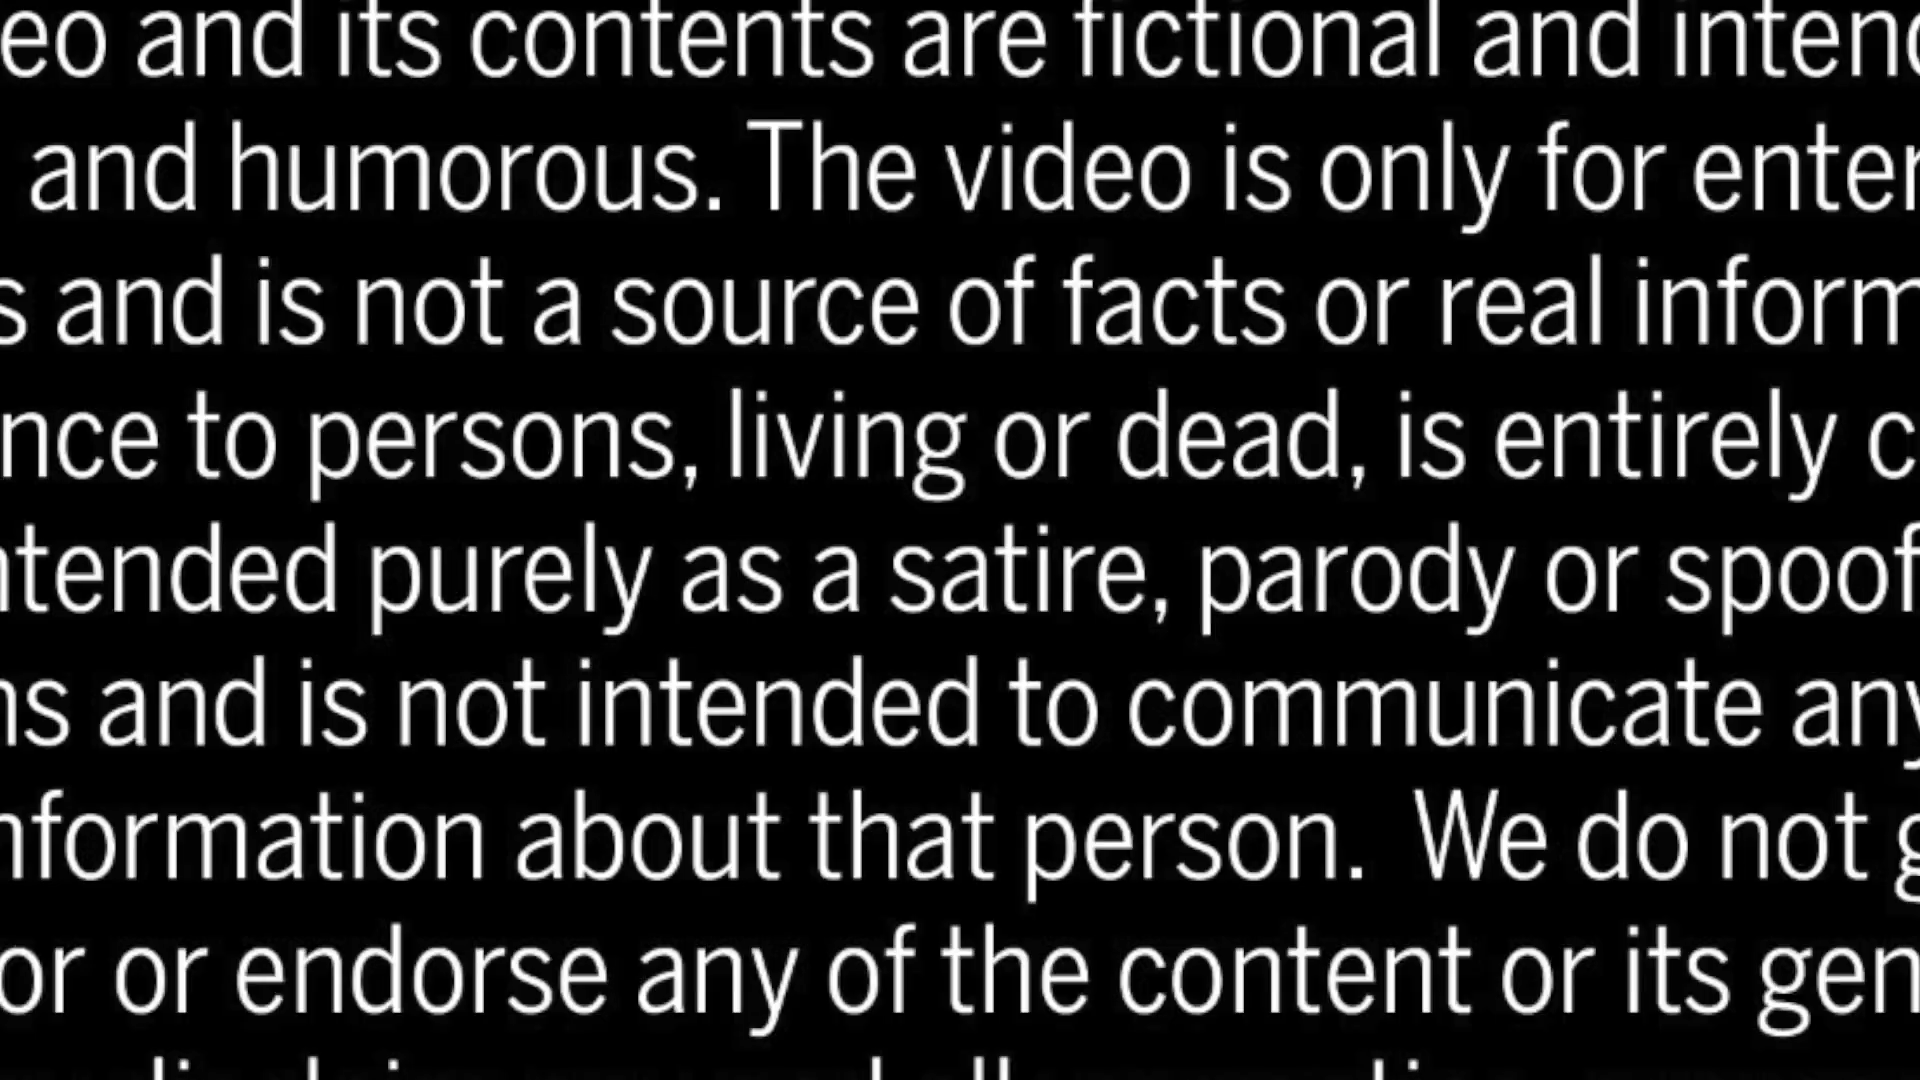 eo and its contents are fictional and inten
and humorous. The video is only for enter
s and is not a source of facts or real inform
nce to persons, living or dead, is entirely c
ntended purely as a satire, parody or spoof
ns and is not intended to communicate any
nformation about that person. We do not g
or or endorse any of the content or its gen